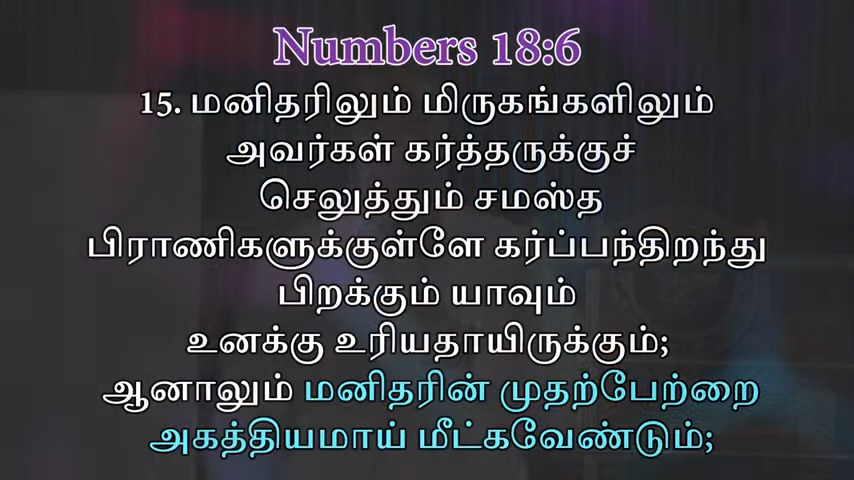 Numbers 18:6
15. மனிதரிலும் மிருகங்களிலும்
அவர்கள் கர்த்தருக்குச்
செலுத்தும் சமஸ்த
பிராணிகளுக்குள்ளே கர்ப்பந்திறந்து
பிறக்கும் யாவும்
உனக்கு உரியதாயிருக்கும்;
ஆனாலும் மனிதரின் முதற்பேற்றை
அகத்தியமாய் மீட்கவேண்டும்;